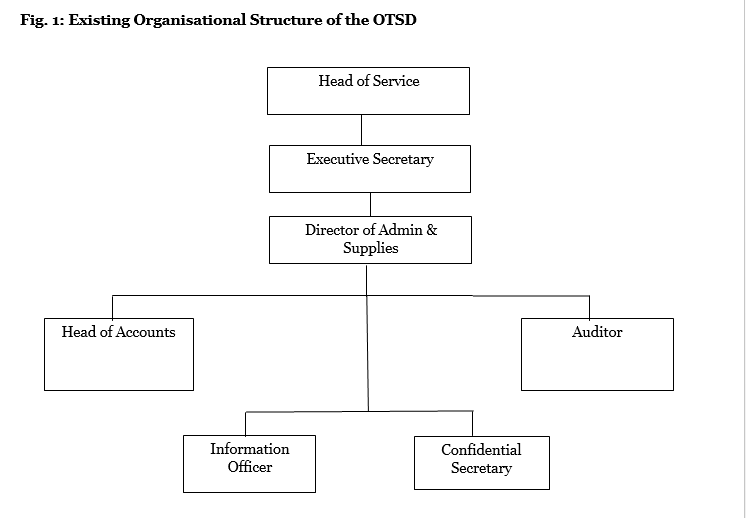 Fig. 1: Existing Organisational Structure of the OTSD
Head of Service
Executive Secretary
Director of Admin &
Supplies
Head of Accounts
Auditor
Information
Officer
Confidential
Secretary